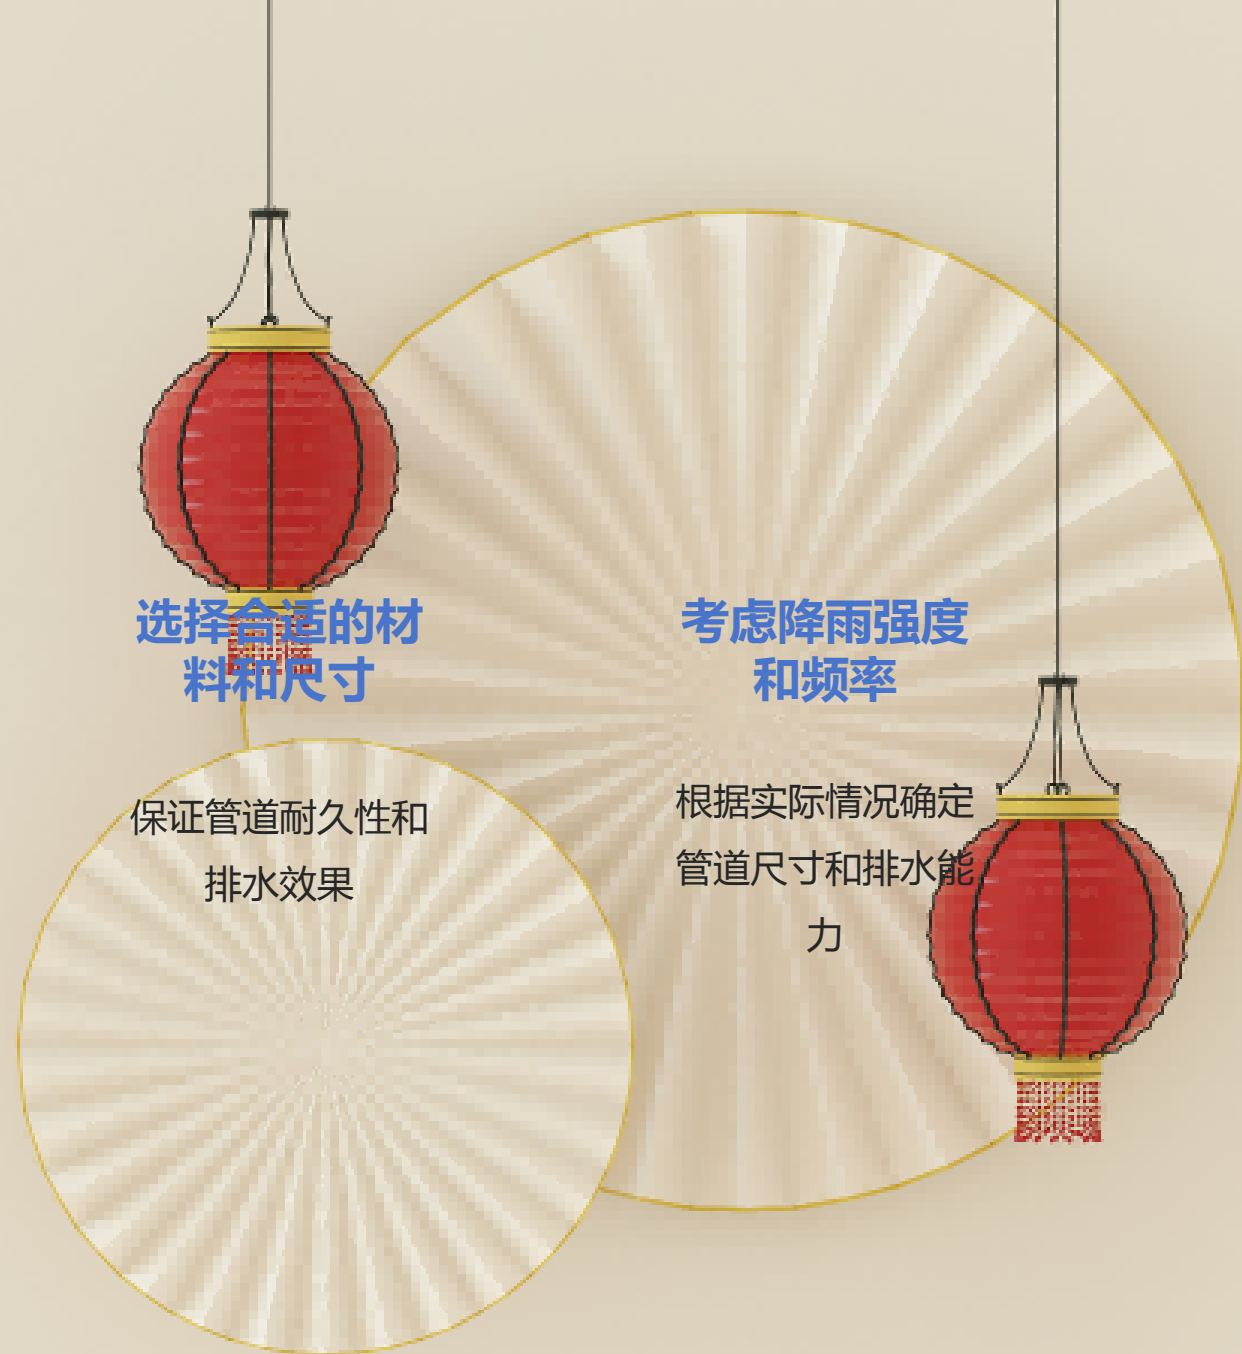 选择合适的材
料和尺寸
保证管道耐久性和
排水效果
考虑降雨强度
和频率
根据实际情况确定
管道尺寸和排水能
力